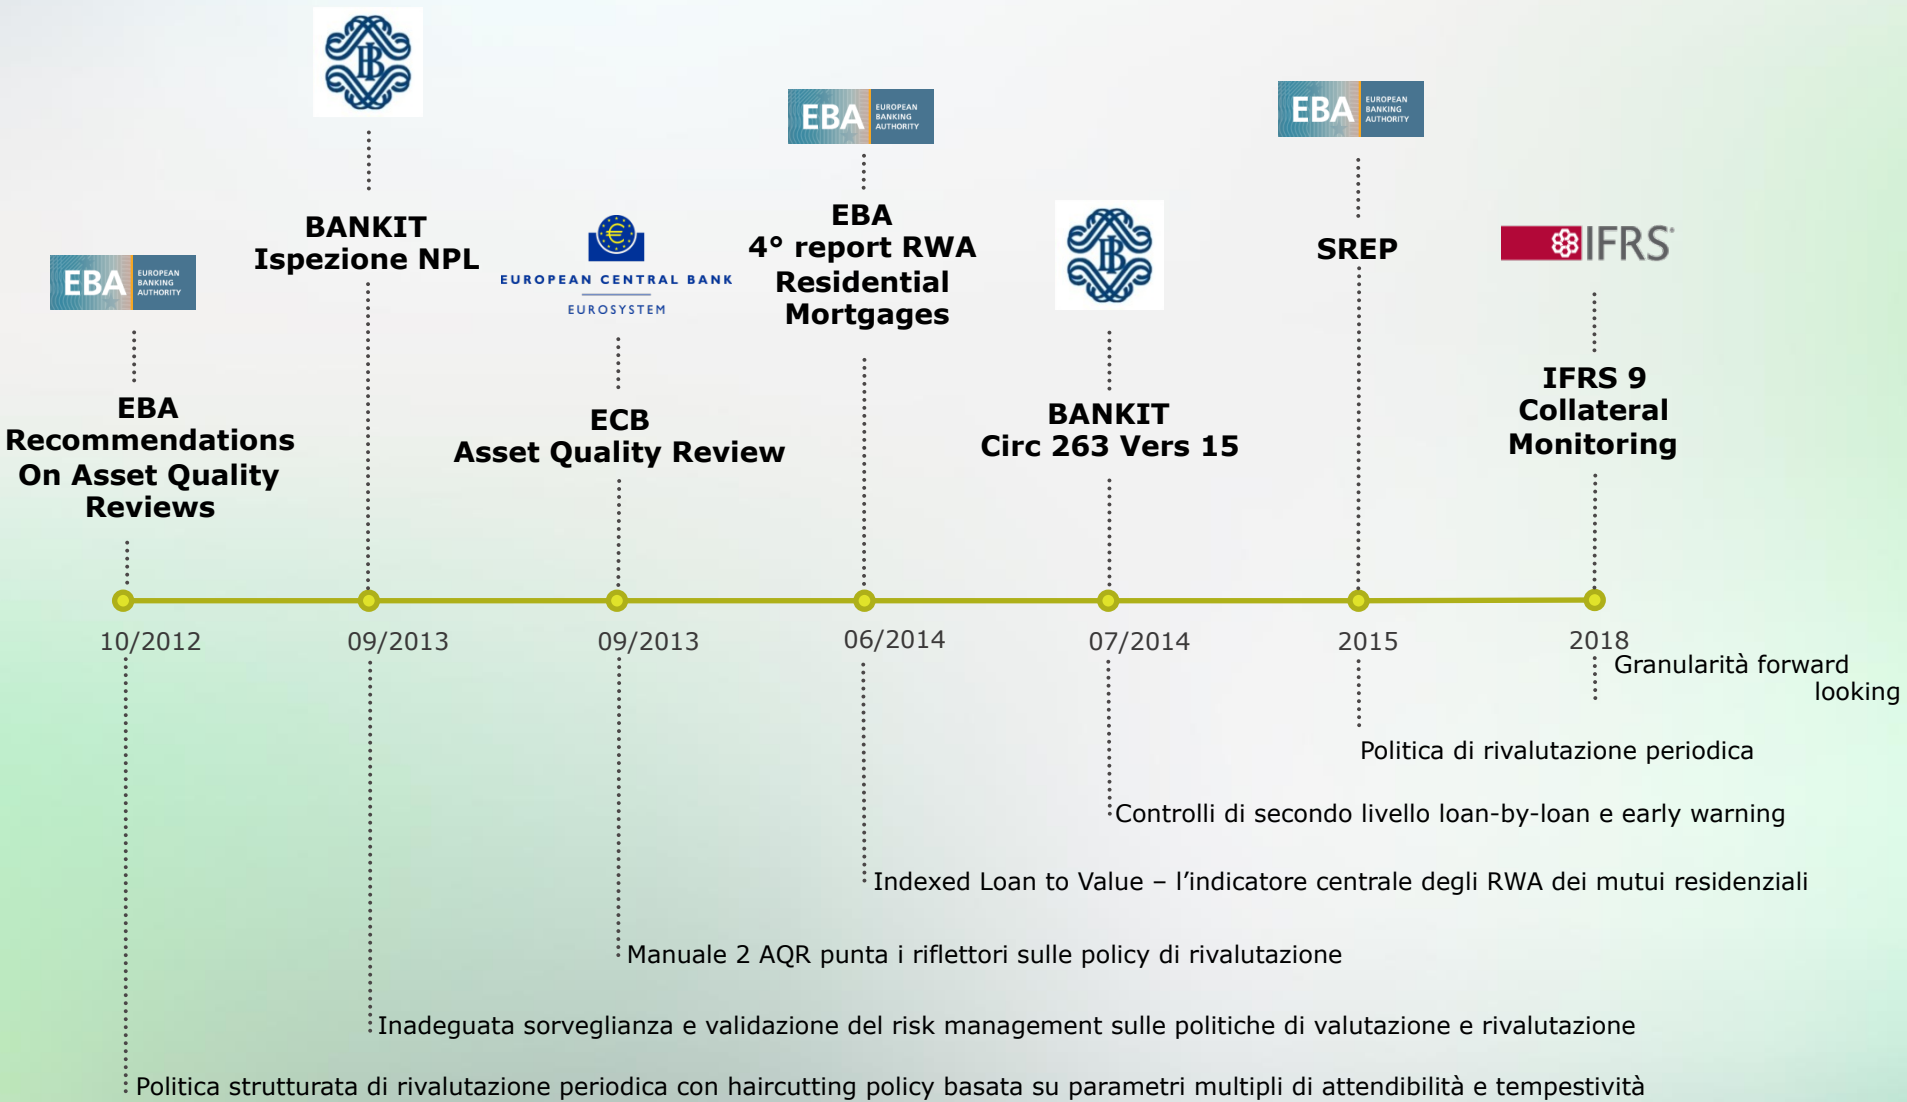 EBA
EUROPEAN
BANKING
AUTHORITY
EBA
Recommendations
On Asset Quality
Reviews
10/2012
Politica strutturata di rivalutazione periodica con haircutting policy basata su parametri multipli di attendibilità e tempestività
BANKIT
Ispezione NPL
09/2013
Inadeguata sorveglianza e validazione del risk management sulle politiche di valutazione e rivalutazione
EUROPEAN CENTRAL BANK
EUROSYSTEM
ECB
Asset Quality Review
09/2013
Manuale 2 AQR punta i riflettori sulle policy di rivalutazione
EBA
EUROPEAN
BANKING
AUTHORITY
EBA
4° report RWA
Residential
Mortgages
06/2014
Indexed Loan to Value – l’indicatore centrale degli RWA dei mutui residenziali
BANKIT
Circ 263 Vers 15
07/2014
Controlli di secondo livello loan-by-loan e early warning
EBA
EUROPEAN
BANKING
AUTHORITY
SREP
2015
Politica di rivalutazione periodica
IFRS
IFRS 9
Collateral
Monitoring
2018
Granularità forward
looking